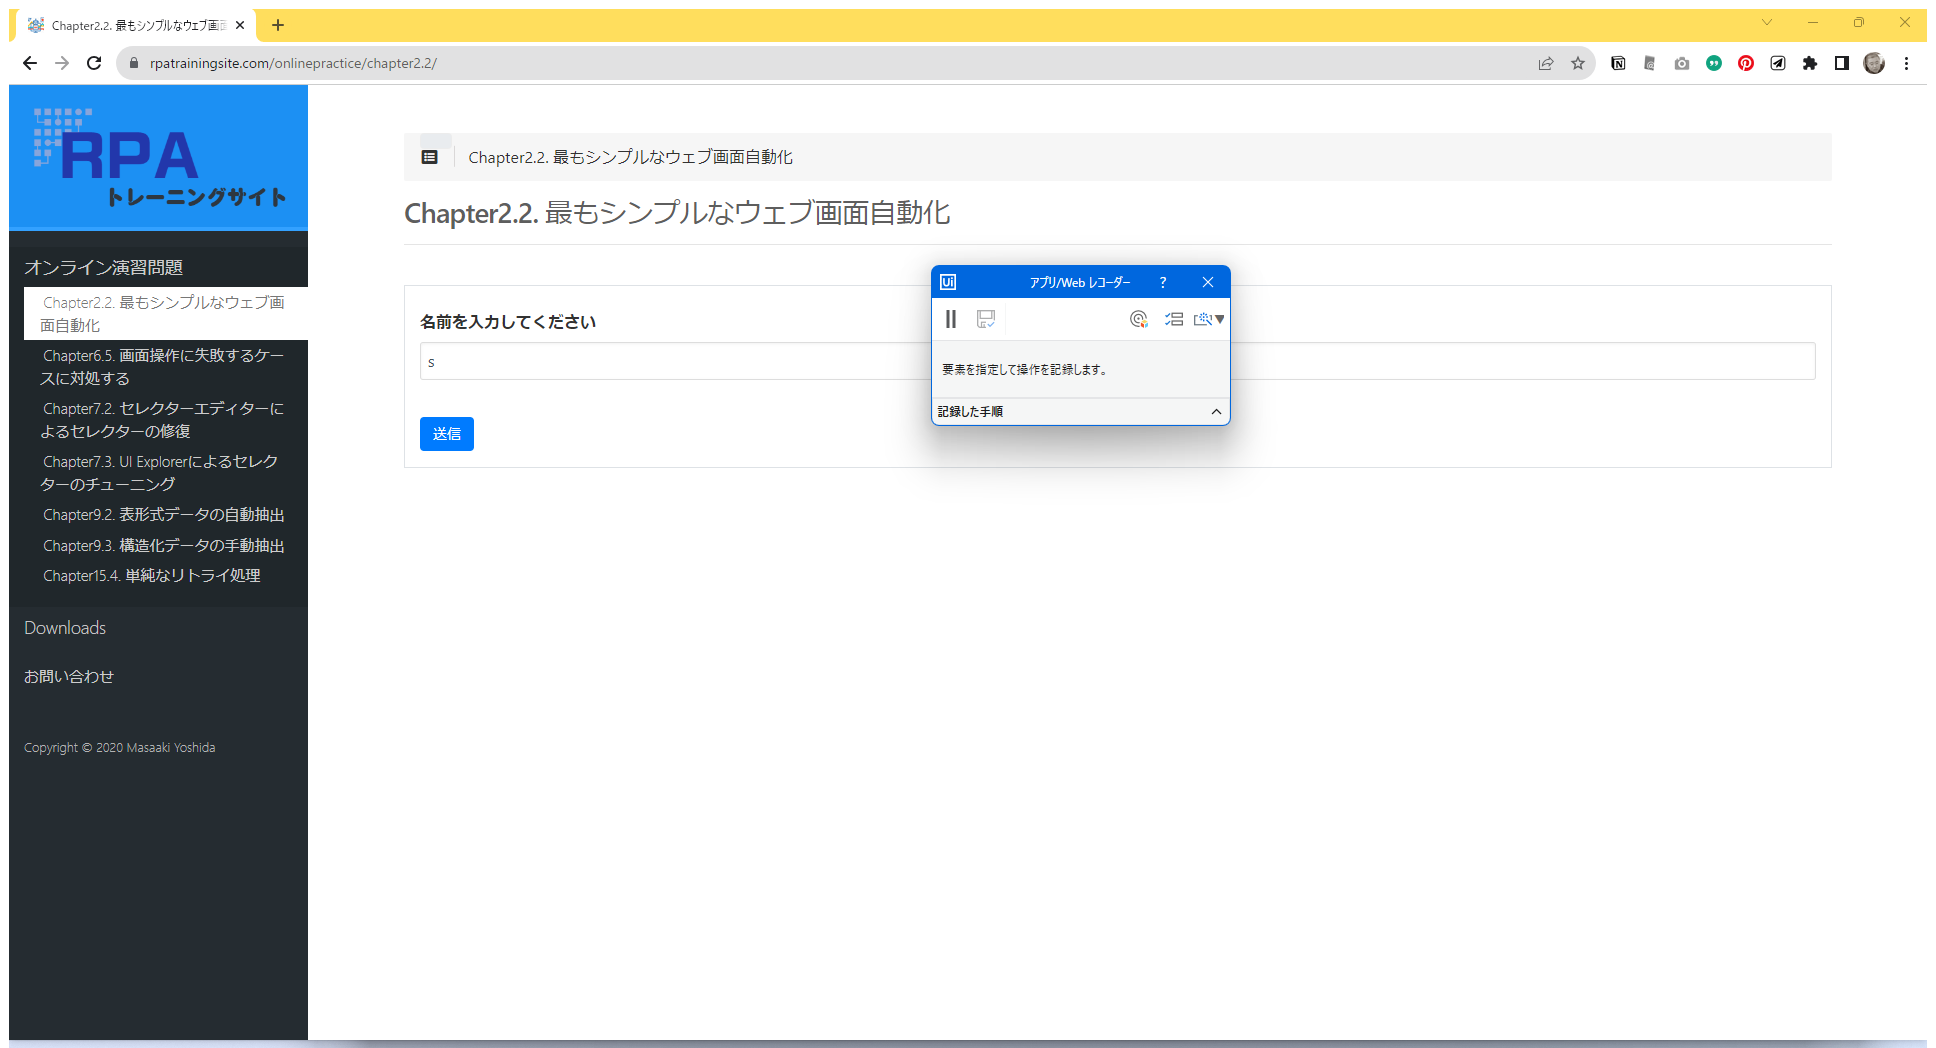 Chapter2.2. 最もシンプルなウェブ画面
rpatrainingsite.com/onlinepractice/chapter2.2/
RPA
トレーニングサイト
オンライン演習問題
Chapter2.2. 最もシンプルなウェブ画
面自動化
Chapter6.5. 画面操作に失敗するケー
スに対処する
Chapter7.2. セレクターエディターに
よるセレクターの修復
Chapter7.3. UI Explorerによるセレク
ターのチューニング
Chapter9.2. 表形式データの自動抽出
Chapter9.3. 構造化データの手動抽出
Chapter15.4. 単純なリトライ処理
Downloads
お問い合わせ
Copyright © 2020 Masaaki Yoshida
Chapter2.2. 最もシンプルなウェブ画面自動化
Chapter2.2. 最もシンプルなウェブ画面自動化
名前を入力してください
s
送信
Ui アプリ/Web レコーダー ?
要素を指定して操作を記録します。
記録した手順